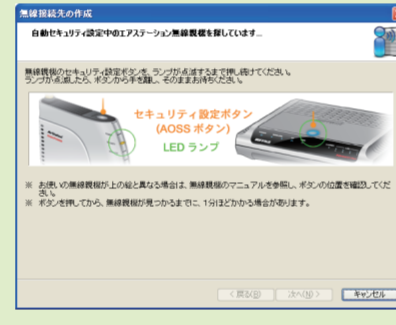 無線接続先の作成
自動セキュリティ設定中のエアステーション無線親機を探しています...
無線親機のセキュリティ設定ボタンを、ランプが点滅するまで押し続けてください。
ランプが点滅したら、ボタンから手を離し、そのままお待ちください。
セキュリティ設定ボタン
(AOSS ボタン)
LED ランプ
※ お使いの無線親機が上の絵と異なる場合は、無線親機のマニュアルを参照し、ボタンの位置を確認してくだ
さい。
※ ボタンを押してから、無線親機が見つかるまでに、1分ほどかかる場合があります。
< 戻る(B) 次へ(N) > キャンセル